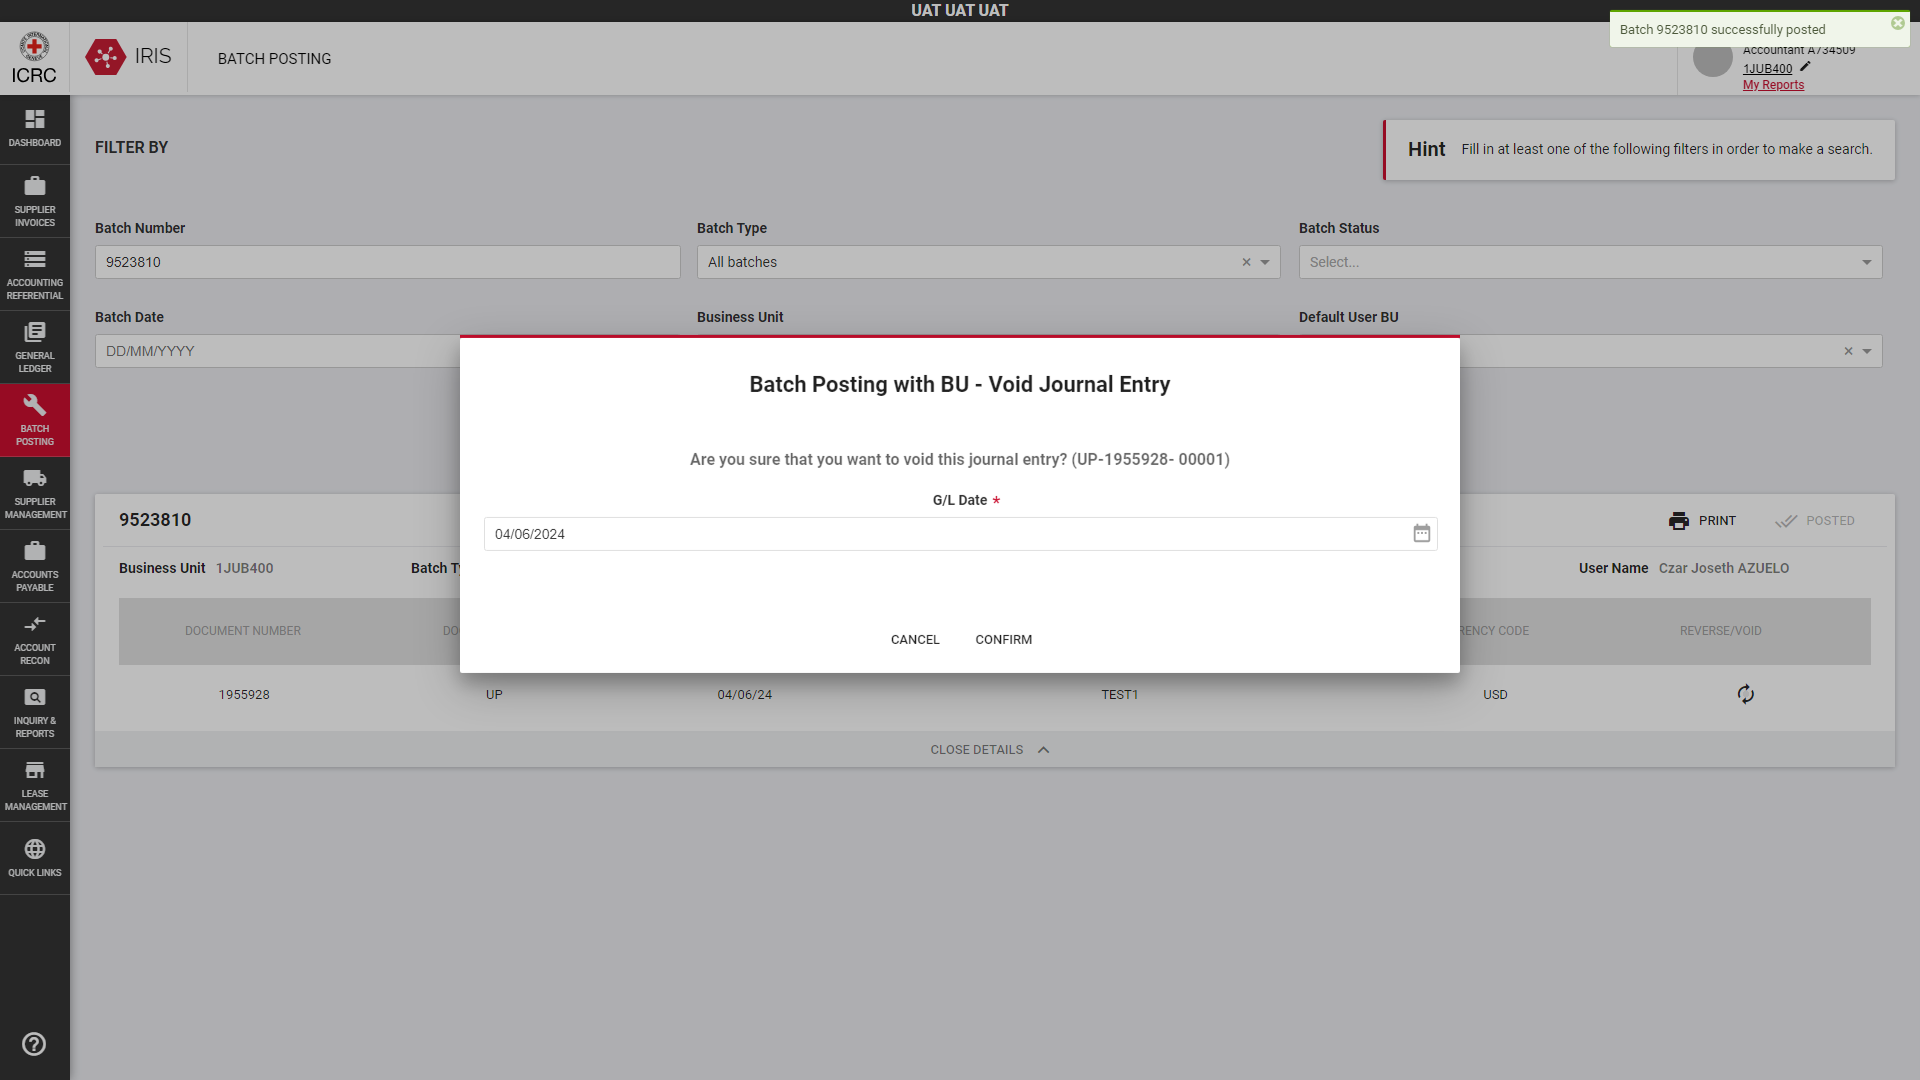 UAT UAT UAT
Batch 9523810 successfully posted
ICRC
IRIS
BATCH POSTING
Accountant A734509
1JUB400
My Reports
DASHBOARD
SUPPLIER
INVOICES
ACCOUNTING
REFERENTIAL
GENERAL
LEDGER
BATCH
POSTING
SUPPLIER
MANAGEMENT
ACCOUNTS
PAYABLE
ACCOUNT
RECON
INQUIRY &
REPORTS
LEASE
MANAGEMENT
QUICK LINKS
FILTER BY
Hint Fill in at least one of the following filters in order to make a search.
Batch Number Batch Type Batch Status
9523810 All batches Select...
Batch Date Business Unit Default User BU
DD/MM/YYYY
Batch Posting with BU - Void Journal Entry
Are you sure that you want to void this journal entry? (UP-1955928- 00001)
G/L Date *
04/06/2024
CANCEL CONFIRM
9523810 PRINT POSTED
Business Unit 1JUB400 Batch Ty User Name Czar Joseth AZUELO
DOCUMENT NUMBER DO RENCY CODE REVERSE/VOID
1955928 UP 04/06/24 TEST1 USD
CLOSE DETAILS